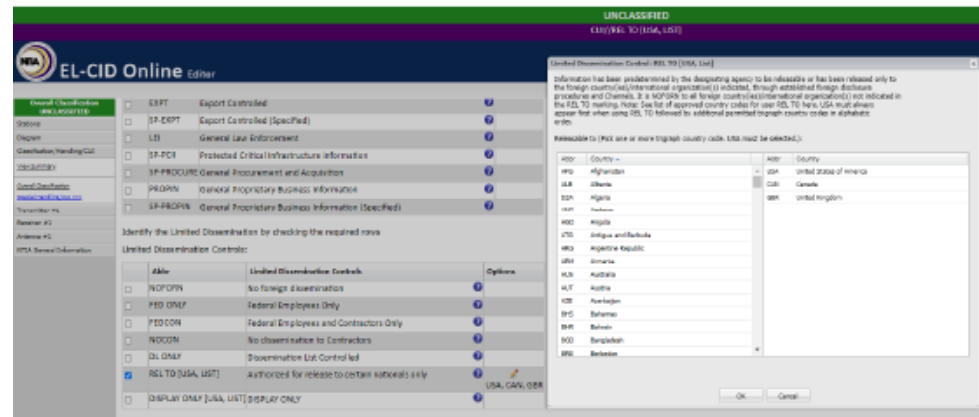 UNCLASSIFIED
CUI//REL TO [USA, LIST]
NTIA
EL-CID Online Editor
Overall Classification
UNCLASSIFIED
Stations
Diagram
Classification/Handling/CUI
View Summary
Overall Classification
Transmitter #1
Receiver #1
Antenna #1
NTIA General Information
EXPT Export Controlled
SP-EXPT Export Controlled (Specified)
LEI General Law Enforcement
SP-PCII Protected Critical Infrastructure Information
SP-PROCURE General Procurement and Acquisition
PROPIN General Proprietary Business Information
SP-PROPIN General Proprietary Business Information (Specified)
Identify the Limited Dissemination by checking the required rows
Limited Dissemination Controls:
Abbr Limited Dissemination Controls Options
NOFORN No foreign dissemination
FED ONLY Federal Employees Only
FEDCON Federal Employees and Contractors Only
NOCON No dissemination to Contractors
DL ONLY Dissemination List Controlled
REL TO [USA, LIST] Authorized for release to certain nationals only
USA, CAN, GBR
DISPLAY ONLY [USA, LIST] DISPLAY ONLY
Limited Dissemination Control: REL TO [USA, List]
Information has been predetermined by the designating agency to be releasable or has been released only to
the foreign country(ies)/international organization(s) indicated, through established foreign disclosure
procedures and Channels. It is NOFORN to all foreign country(ies)/international organization(s) not indicated in
the REL TO marking. Note: See list of approved country codes for user REL TO here. USA must always
appear first when using REL TO followed by additional permitted trigraph country codes in alphabetic
order.
Releasable to (Pick one or more trigraph country code. USA must be selected.):
Abbr Country
AFG Afghanistan
ALB Albania
DZA Algeria
Andorra
AGO Angola
ATG Antigua and Barbuda
ARG Argentine Republic
ARM Armenia
AUS Australia
AUT Austria
AZE Azerbaijan
BHS Bahamas
BHR Bahrain
BGD Bangladesh
BRB Barbados
Abbr Country
USA United States of America
CAN Canada
GBR United Kingdom
OK Cancel